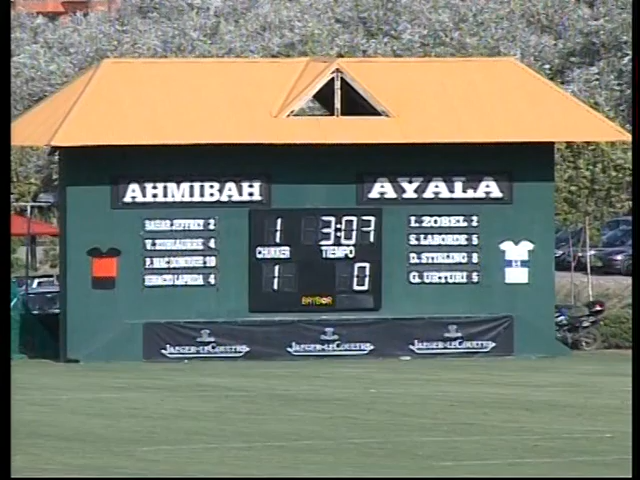 AHMIBAH
AYALA
1 3:07
CHUKKER TIEMPO
1 0
BAYBOR
L. ZOBEL 2
S. LABORDE 5
D. STIRLING 8
G. URTURI 5
JAEGER-LECOULTRE JAEGER-LECOULTRE JAEGER-LECOULTRE